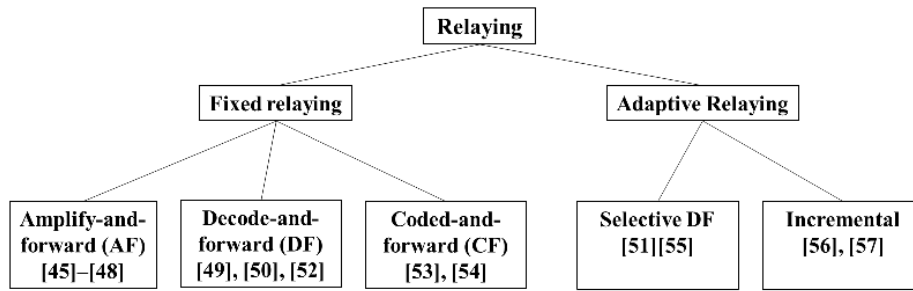 Relaying
Fixed relaying
Adaptive Relaying
Amplify-and-
forward (AF)
[45]–[48]
Decode-and-
forward (DF)
[49], [50], [52]
Coded-and-
forward (CF)
[53], [54]
Selective DF
[51][55]
Incremental
[56], [57]